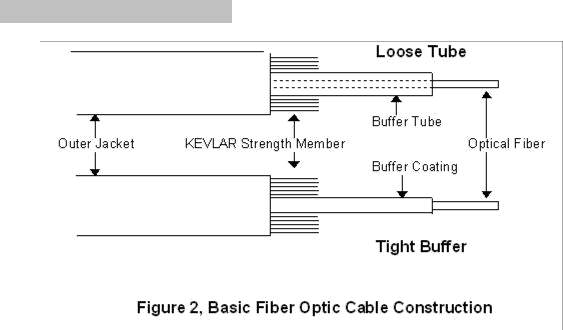 Loose Tube
Buffer Tube
Outer Jacket
KEVLAR Strength Member
Optical Fiber
Buffer Coating
Tight Buffer
Figure 2, Basic Fiber Optic Cable Construction